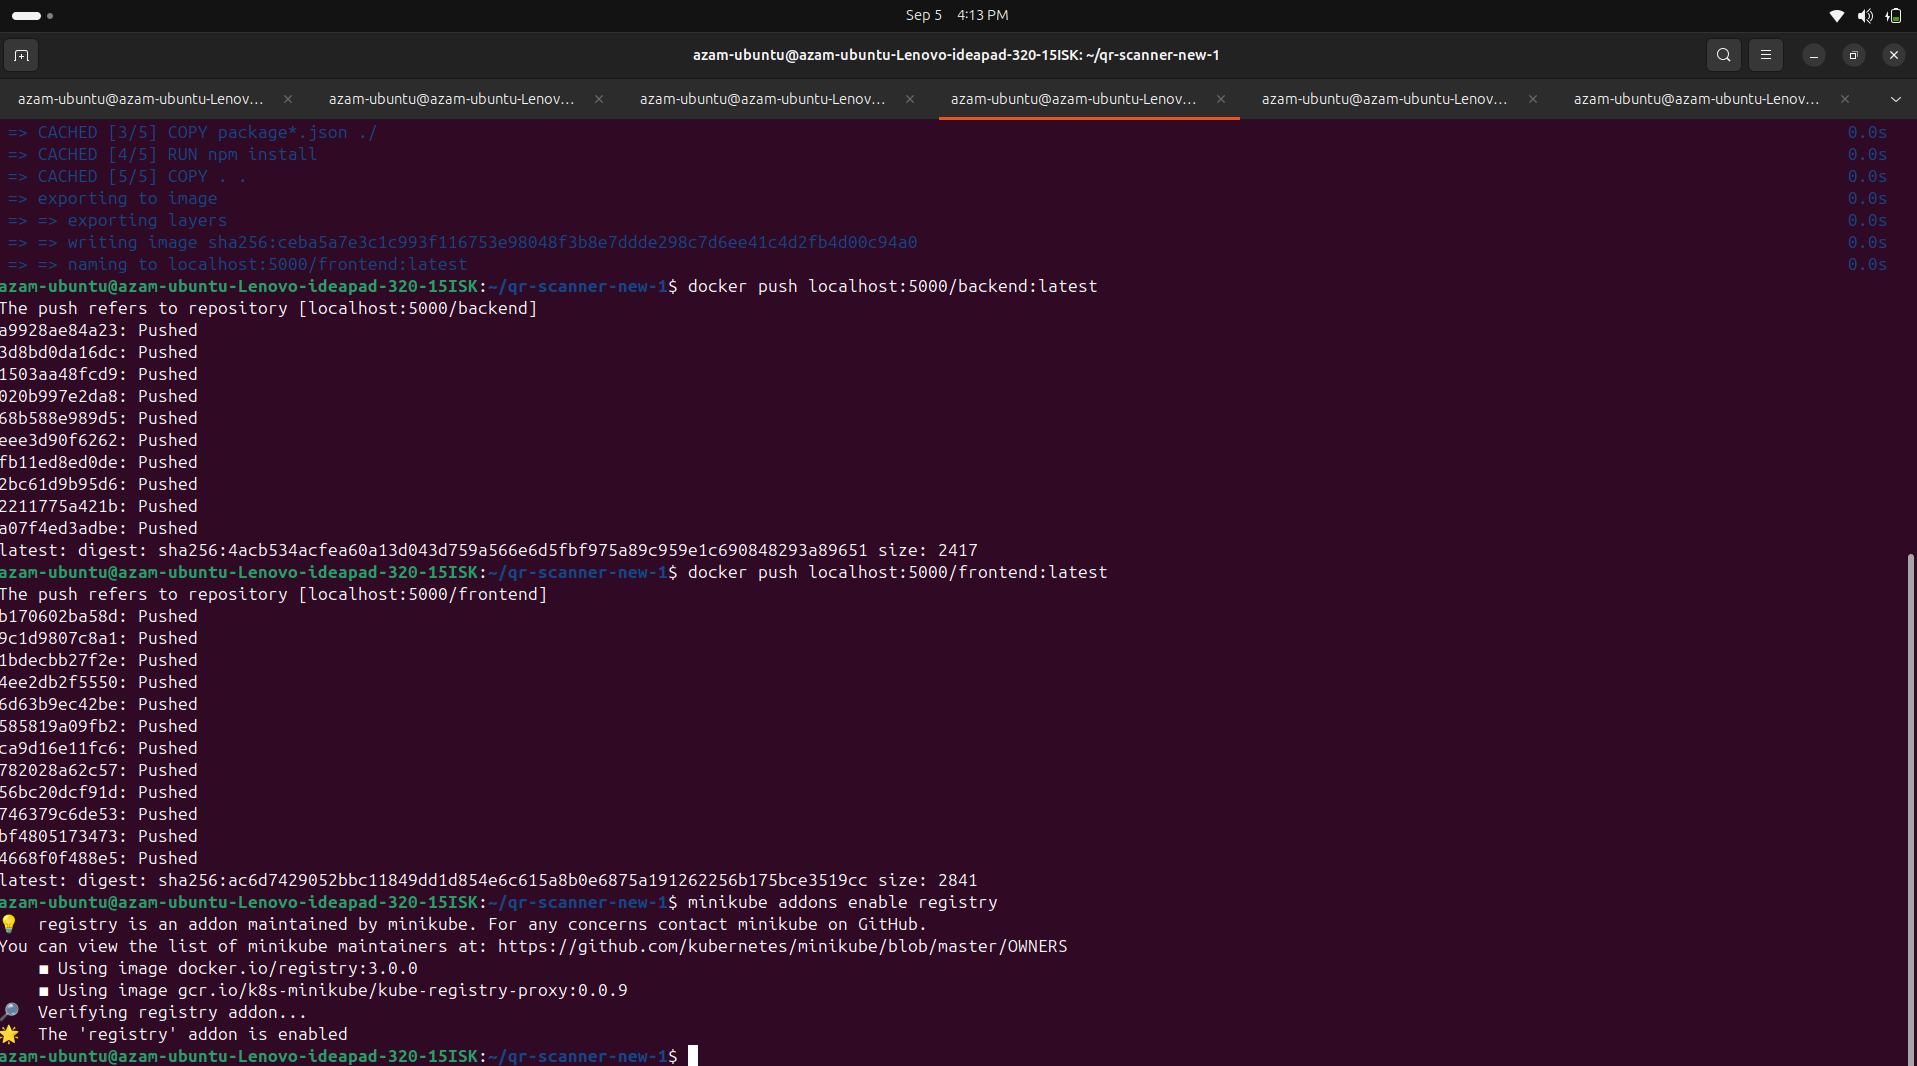 Sep 5 4:13 PM
azam-ubuntu@azam-ubuntu-Lenovo-ideapad-320-15ISK: ~/qr-scanner-new-1
azam-ubuntu@azam-ubuntu-Lenov... azam-ubuntu@azam-ubuntu-Lenov... azam-ubuntu@azam-ubuntu-Lenov... azam-ubuntu@azam-ubuntu-Lenov... azam-ubuntu@azam-ubuntu-Lenov... azam-ubuntu@azam-ubuntu-Lenov...
=> CACHED [3/5] COPY package*.json ./ 0.0s
=> CACHED [4/5] RUN npm install 0.0s
=> CACHED [5/5] COPY . . 0.0s
=> exporting to image 0.0s
=> => exporting layers 0.0s
=> => writing image sha256:ceba5a7e3c1c993f116753e98048f3b8e7ddde298c7d6ee41c4d2fb4d00c94a0 0.0s
=> => naming to localhost:5000/frontend:latest 0.0s
azam-ubuntu@azam-ubuntu-Lenovo-ideapad-320-15ISK:~/qr-scanner-new-1$ docker push localhost:5000/backend:latest
The push refers to repository [localhost:5000/backend]
a9928ae84a23: Pushed
3d8bd0da16dc: Pushed
1503aa48fcd9: Pushed
020b997e2da8: Pushed
68b588e989d5: Pushed
eee3d90f6262: Pushed
fb11ed8ed0de: Pushed
2bc61d9b95d6: Pushed
2211775a421b: Pushed
a07f4ed3adbe: Pushed
latest: digest: sha256:4acb534acfea60a13d043d759a566e6d5fbf975a89c959e1c690848293a89651 size: 2417
azam-ubuntu@azam-ubuntu-Lenovo-ideapad-320-15ISK:~/qr-scanner-new-1$ docker push localhost:5000/frontend:latest
The push refers to repository [localhost:5000/frontend]
b170602ba58d: Pushed
9c1d9807c8a1: Pushed
1bdecbb27f2e: Pushed
4ee2db2f5550: Pushed
6d63b9ec42be: Pushed
585819a09fb2: Pushed
ca9d16e11fc6: Pushed
782028a62c57: Pushed
56bc20dcf91d: Pushed
746379c6de53: Pushed
bf4805173473: Pushed
4668f0f488e5: Pushed
latest: digest: sha256:ac6d7429052bbc11849dd1d854e6c615a8b0e6875a191262256b175bce3519cc size: 2841
azam-ubuntu@azam-ubuntu-Lenovo-ideapad-320-15ISK:~/qr-scanner-new-1$ minikube addons enable registry
💡 registry is an addon maintained by minikube. For any concerns contact minikube on GitHub.
You can view the list of minikube maintainers at: https://github.com/kubernetes/minikube/blob/master/OWNERS
■ Using image docker.io/registry:3.0.0
■ Using image gcr.io/k8s-minikube/kube-registry-proxy:0.0.9
🔎 Verifying registry addon...
🌟 The 'registry' addon is enabled
azam-ubuntu@azam-ubuntu-Lenovo-ideapad-320-15ISK:~/qr-scanner-new-1$